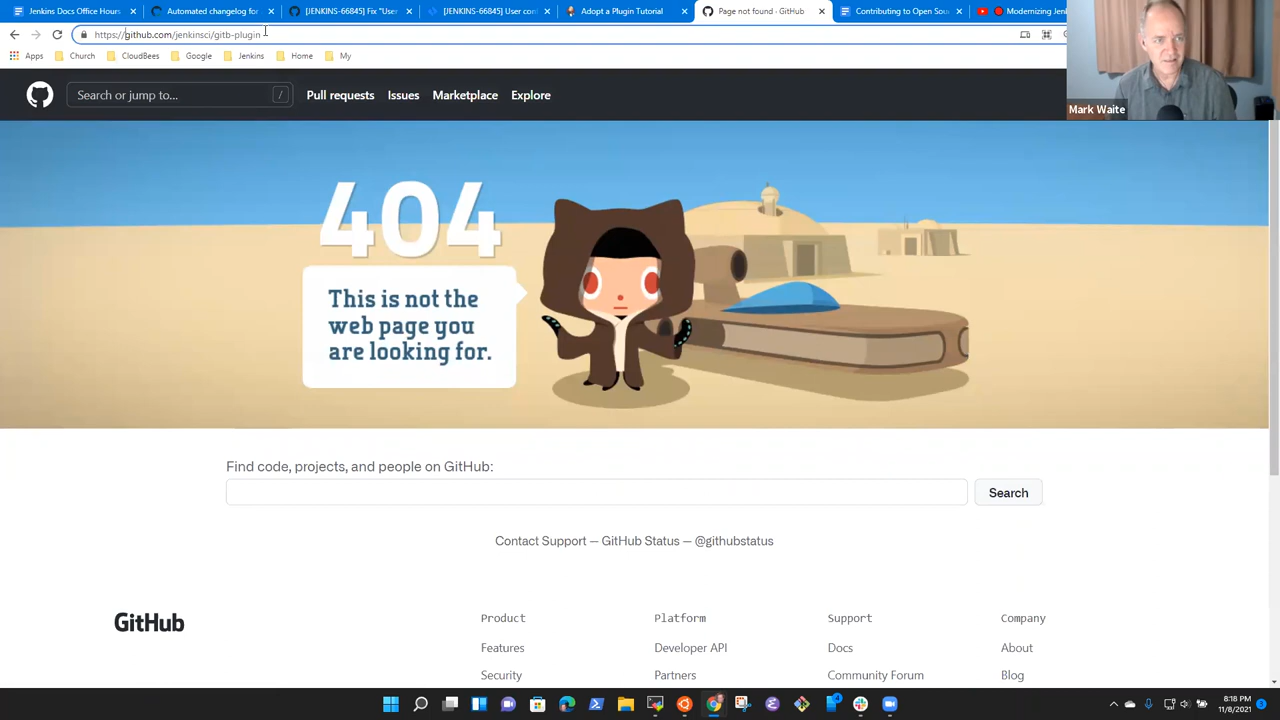 Jenkins Docs Office Hours
Automated changelog for
[JENKINS-66845] Fix "User
[JENKINS-66845] User con
Adopt a Plugin Tutorial
Page not found · GitHub
Contributing to Open Sou
Modernizing Jen
https://github.com/jenkinsci/gitb-plugin
Apps
Church
CloudBees
Google
Jenkins
Home
My
Mark Waite
Search or jump to...
/
Pull requests
Issues
Marketplace
Explore
404
This is not the
web page you
are looking for.
Find code, projects, and people on GitHub:
Search
Contact Support — GitHub Status — @githubstatus
GitHub
Product
Platform
Support
Company
Features
Developer API
Docs
About
Security
Partners
Community Forum
Blog
8:18 PM
11/8/2021